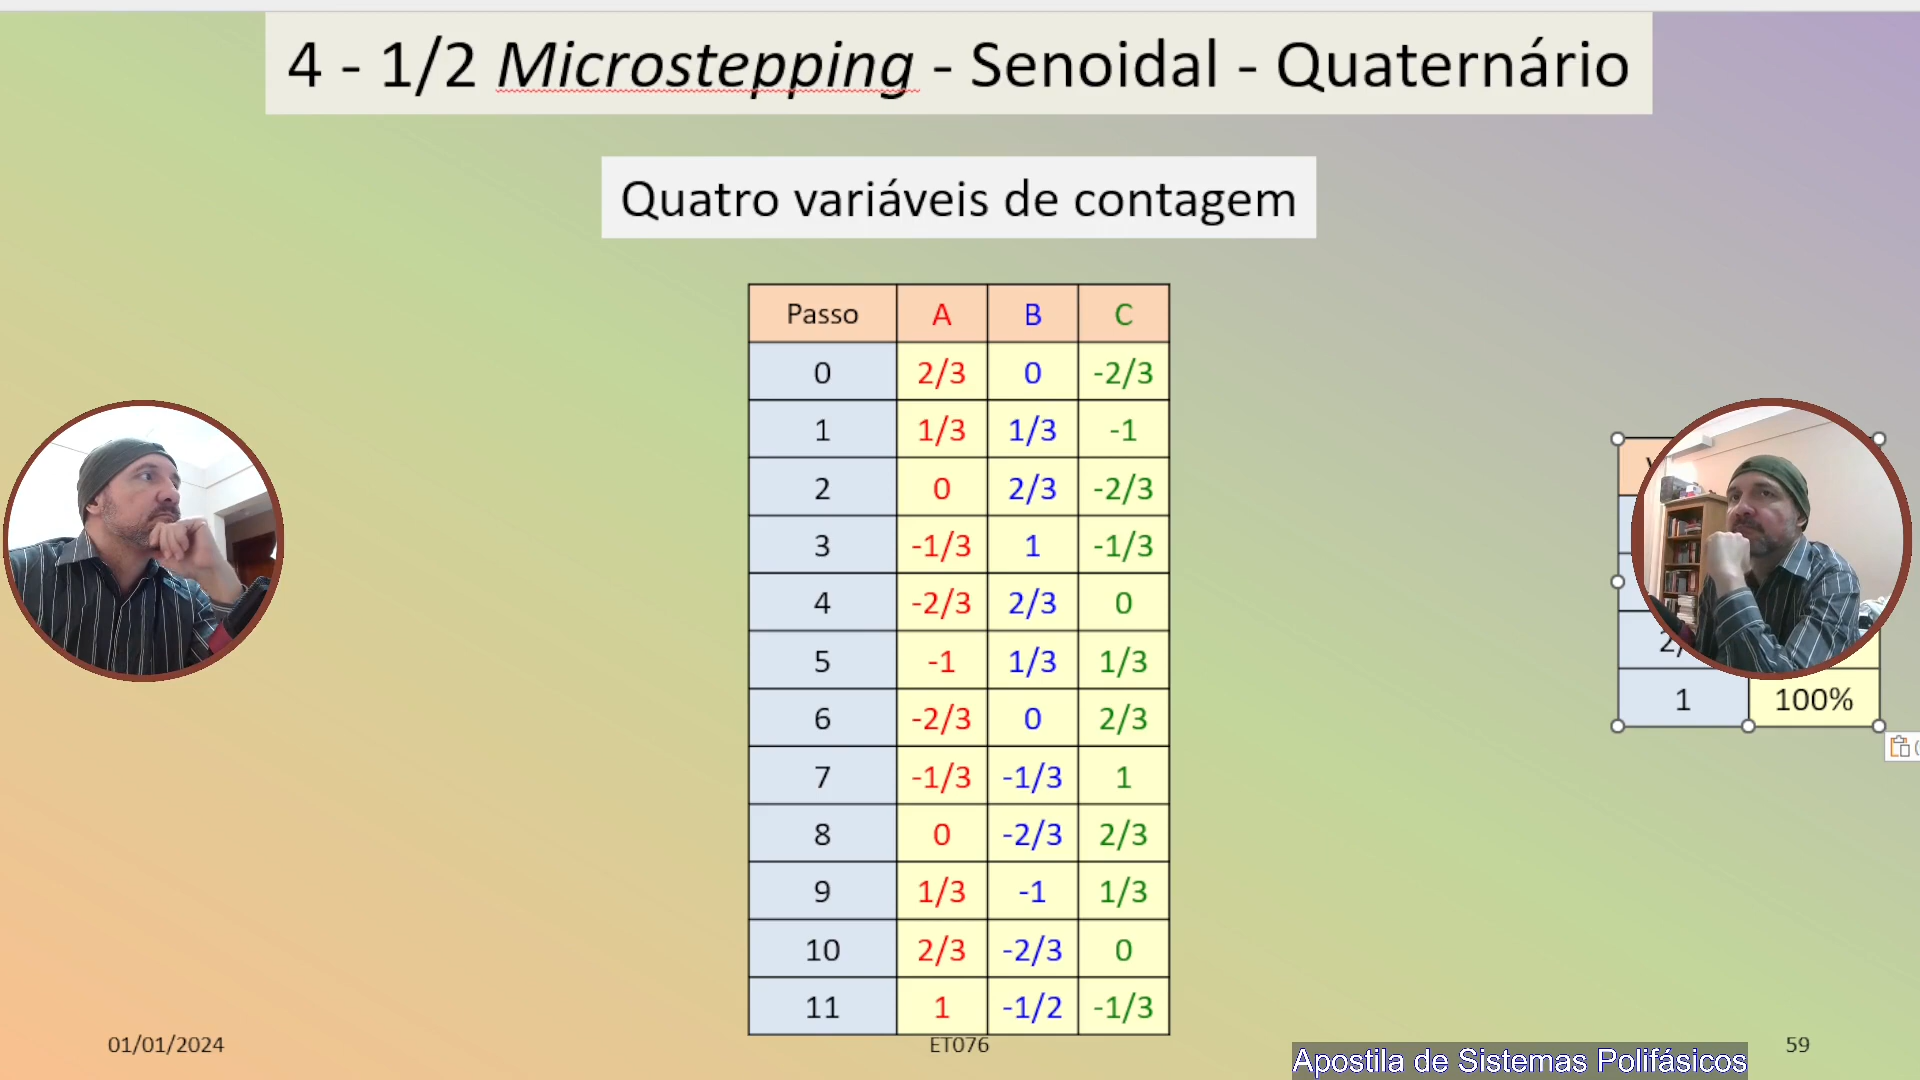 4 - 1/2 Microstepping - Senoidal - Quaternário
Quatro variáveis de contagem
Passo A B C
0 2/3 0 -2/3
1 1/3 1/3 -1
2 0 2/3 -2/3
3 -1/3 1 -1/3
4 -2/3 2/3 0
5 -1 1/3 1/3
6 -2/3 0 2/3
7 -1/3 -1/3 1
8 0 -2/3 2/3
9 1/3 -1 1/3
10 2/3 -2/3 0
11 1 -1/2 -1/3
1 100%
01/01/2024
ET076
59
Apostila de Sistemas Polifásicos